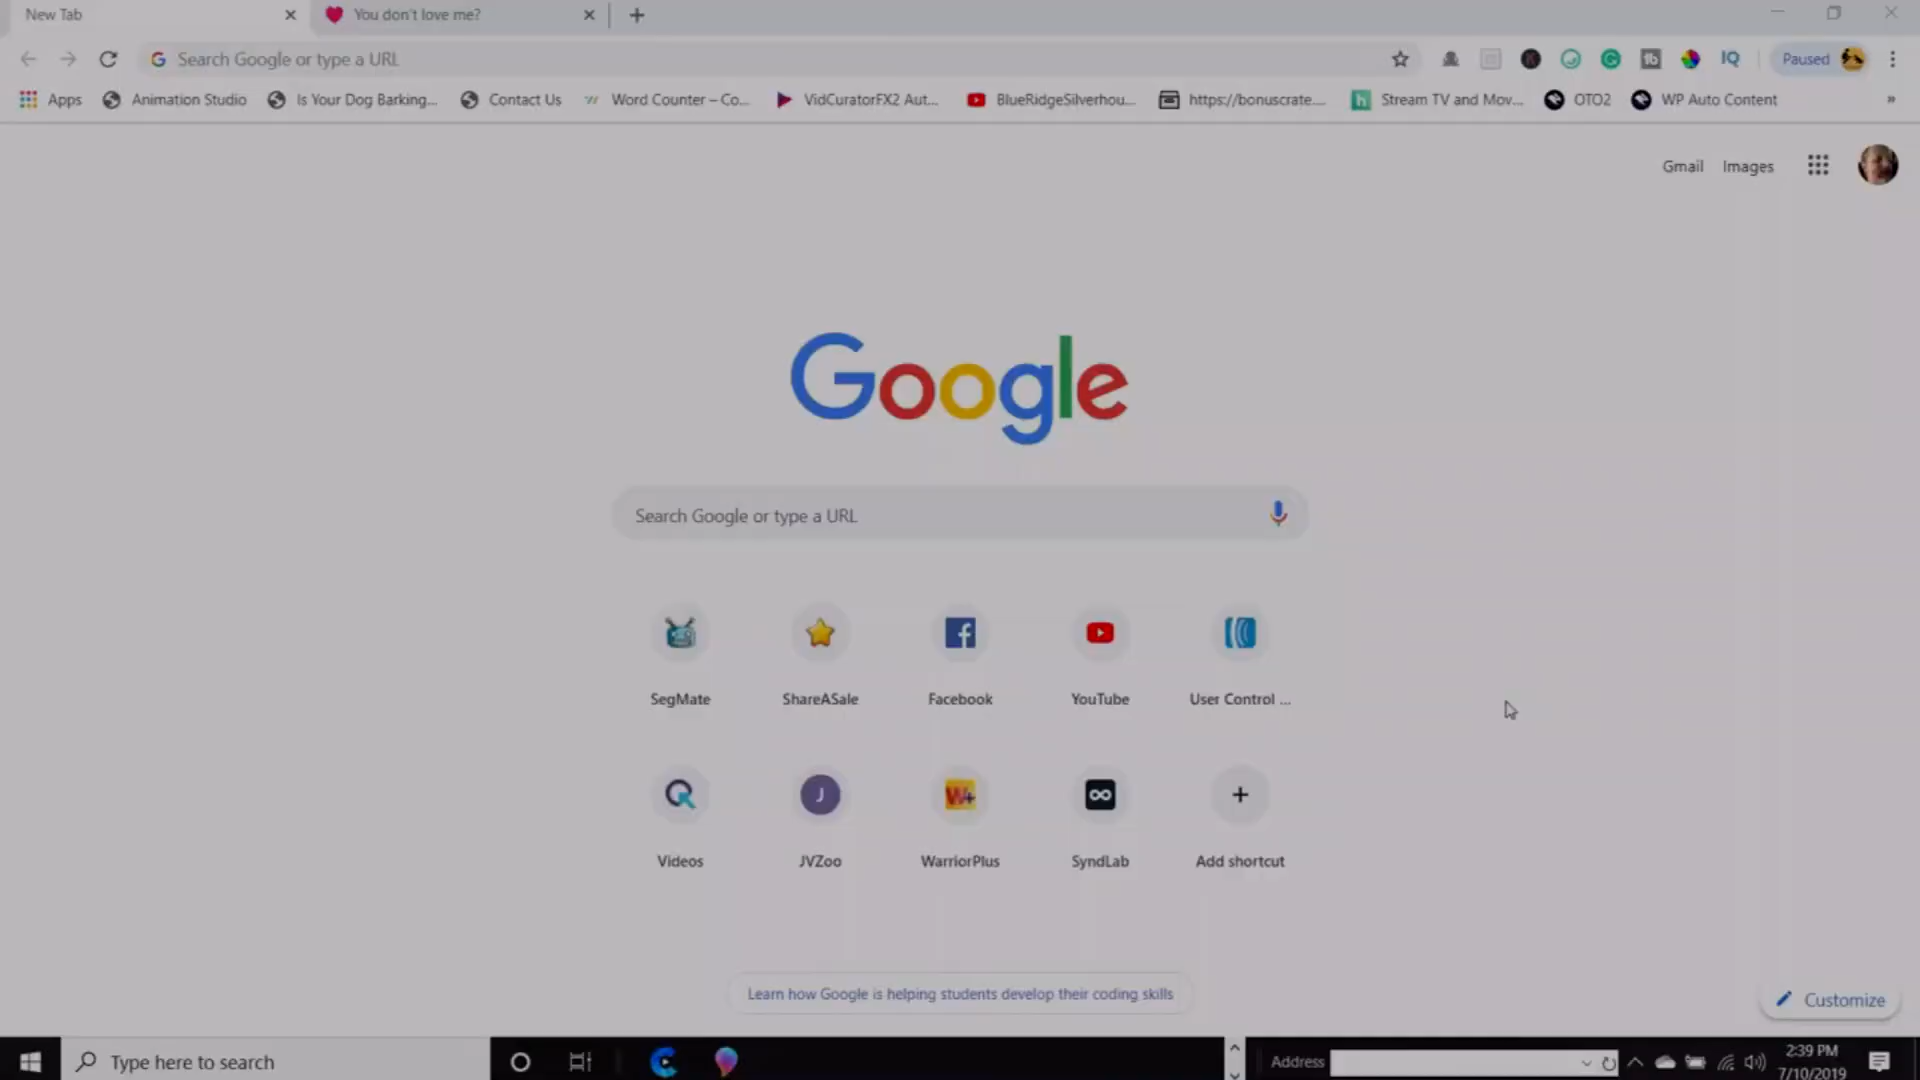 New Tab
You don't love me?
Search Google or type a URL
Paused
Apps
Animation Studio
Is Your Dog Barking...
Contact Us
Word Counter – Co...
VidCuratorFX2 Aut...
BlueRidgeSilverhou...
https://bonuscrate....
Stream TV and Mov...
OTO2
WP Auto Content
»
Gmail
Images
Google
Search Google or type a URL
SegMate
ShareASale
Facebook
YouTube
User Control ...
Videos
JVZoo
WarriorPlus
SyndLab
Add shortcut
Learn how Google is helping students develop their coding skills
Customize
Type here to search
Address
2:39 PM
7/10/2019